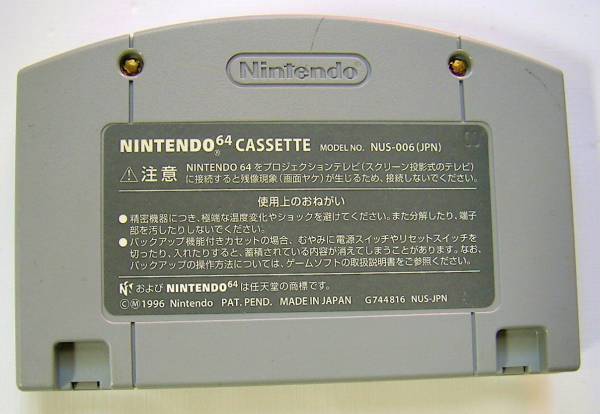 Nintendo
NINTENDO64® CASSETTE MODEL NO. NUS-006(JPN)
⚠注意 NINTENDO 64をプロジェクションテレビ(スクリーン投影式のテレビ)
に接続すると残像現象(画面ヤケ)が生じるため、接続しないでください。
使用上のおねがい
●精密機器につき、極端な温度変化やショックを避けてください。また分解したり、端子
部を汚したりしないでください。
●バックアップ機能付きカセットの場合、むやみに電源スイッチやリセットスイッチを
切ったり、入れたりすると、蓄積されている内容が消えてしまうことがあります。なお、
バックアップの操作方法については、ゲームソフトの取扱説明書をご参照ください。
N および NINTENDO64 は任天堂の商標です。
©Ⓜ1996 Nintendo PAT. PEND. MADE IN JAPAN G744816 NUS-JPN